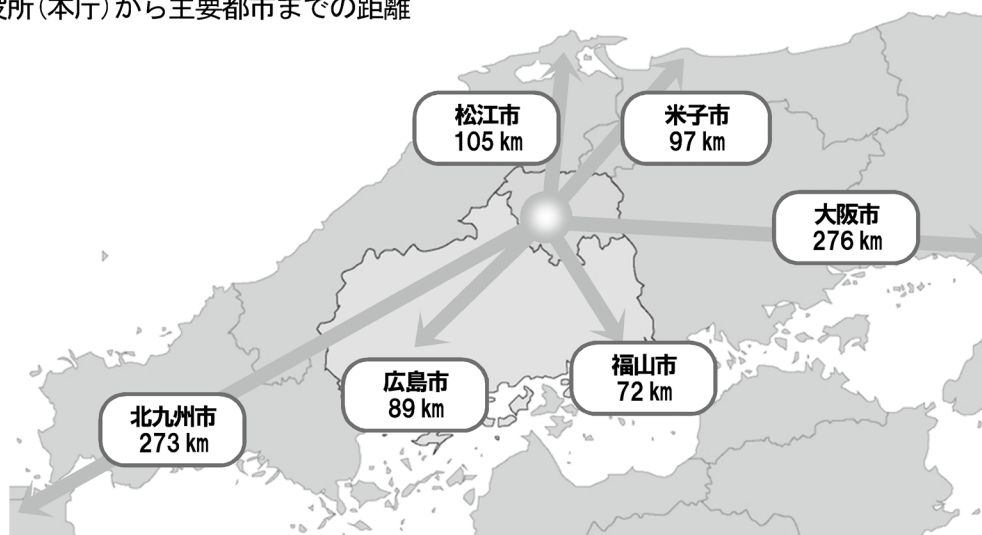 所（本庁）から主要都市までの距離
松江市
105 km
米子市
97 km
大阪市
276 km
福山市
72 km
広島市
89 km
北九州市
273 km